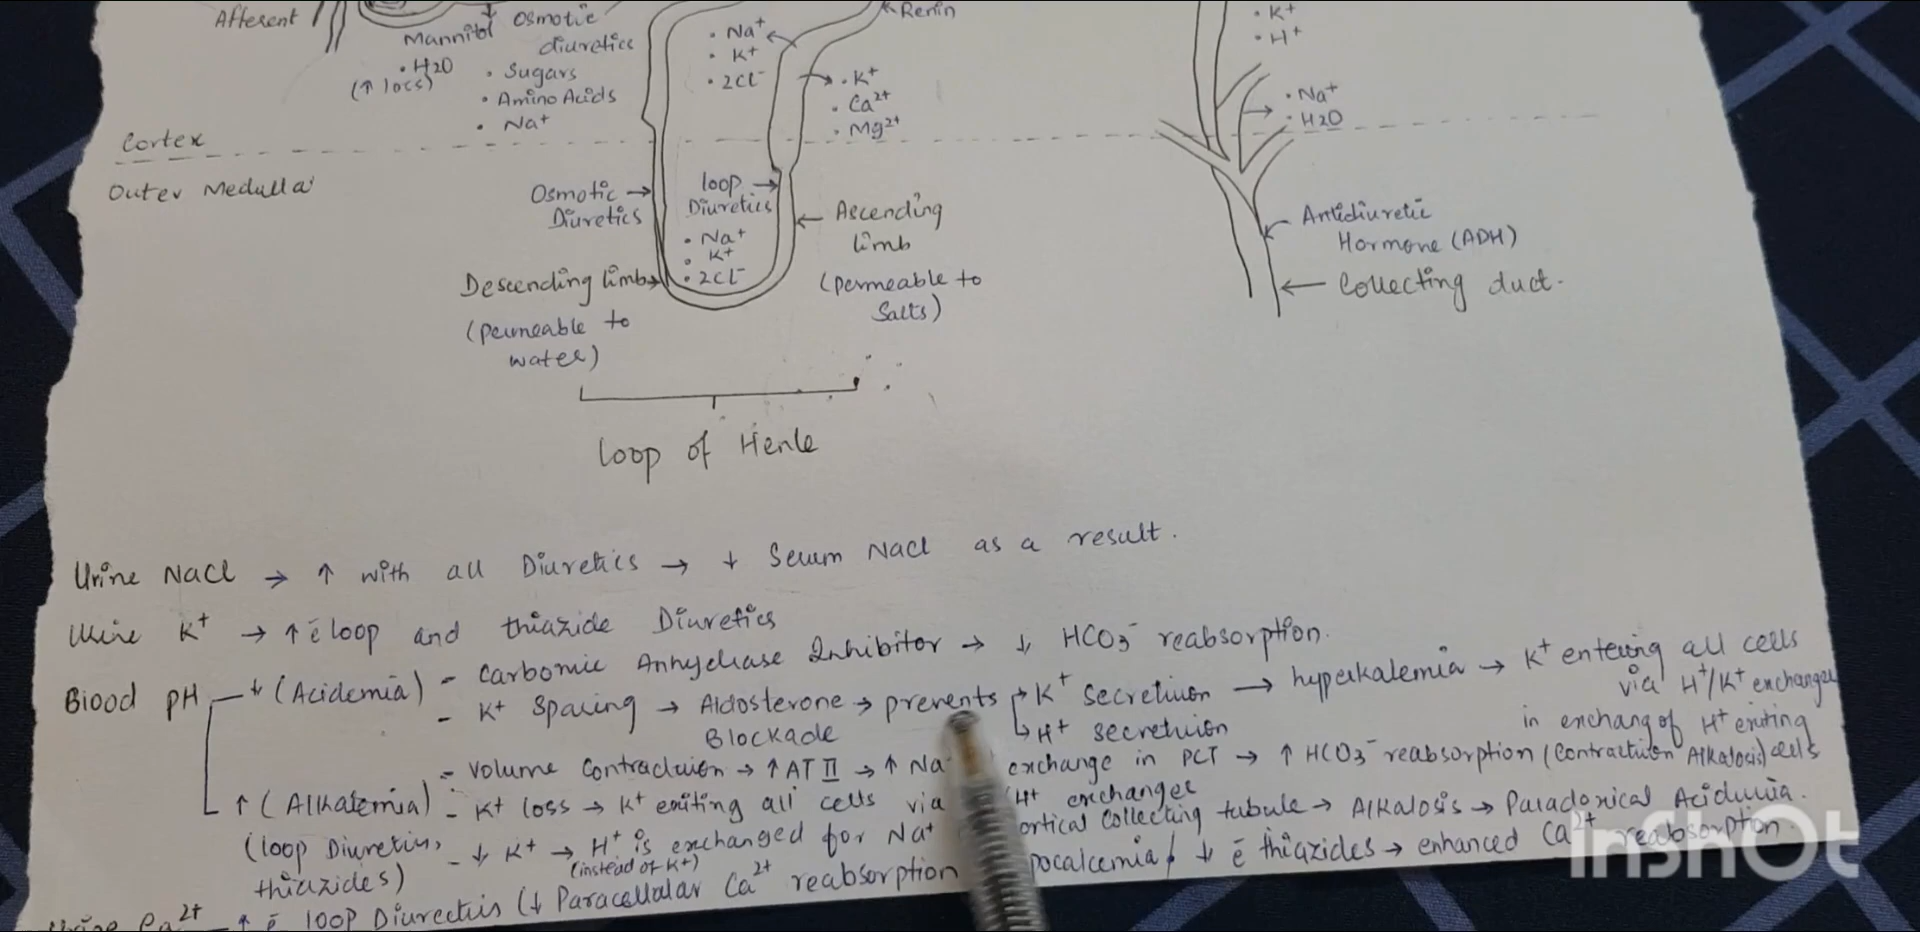 Afferent
Mannitol
• H2O
(↑ locs)
Osmotic
diuretics
• Sugars
• Amino Acids
• Na+
• Na+
• K+
• 2Cl-
Renin
• K+
• Ca2+
• Mg2+
• K+
• H+
• Na+
• H2O
Cortex
Outer Medulla
Osmotic →
Diuretics
loop →
Diuretics
• Na+
• K+
• 2Cl-
← Ascending
limb
(permeable to
Salts)
Descending limb→
(permeable to
water)
Antidiuretic
Hormone (ADH)
← Collecting duct.
Loop of Henle
Urine NaCl → ↑ with all Diuretics → ↓ Serum NaCl as a result.
Urine K+ → ↑ c̄ loop and thiazide Diuretics
Blood pH — ↓ (Acidemia) - Carbonic Anhydrase Inhibitor → ↓ HCO3- reabsorption.
- K+ Sparing → Aldosterone → prevents → K+ secretion → hyperkalemia → K+ entering all cells
Blockade ↳ H+ secretion
via H+/K+ exchanger
in exchang of H+ exiting
cells
↑ (Alkalemia) - Volume Contraction → ↑ AT II → ↑ Na exchange in PCT → ↑ HCO3- reabsorption (Contraction Alkalosis)
- K+ loss → K+ exiting all cells via H+ exchanger
(loop Diuretics, - ↓ K+ → H+ is exchanged for Na+ ortical Collecting tubule → Alkalosis → Paradoxical Aciduria.
thiazides) (instead of K+)
Ca2+ ↑ c̄ loop Diurectics (↓ Paracellular Ca2+ reabsorption pocalcemia) ↓ c̄ thiazides → enhanced Ca2+ reabsorption.
InShOt